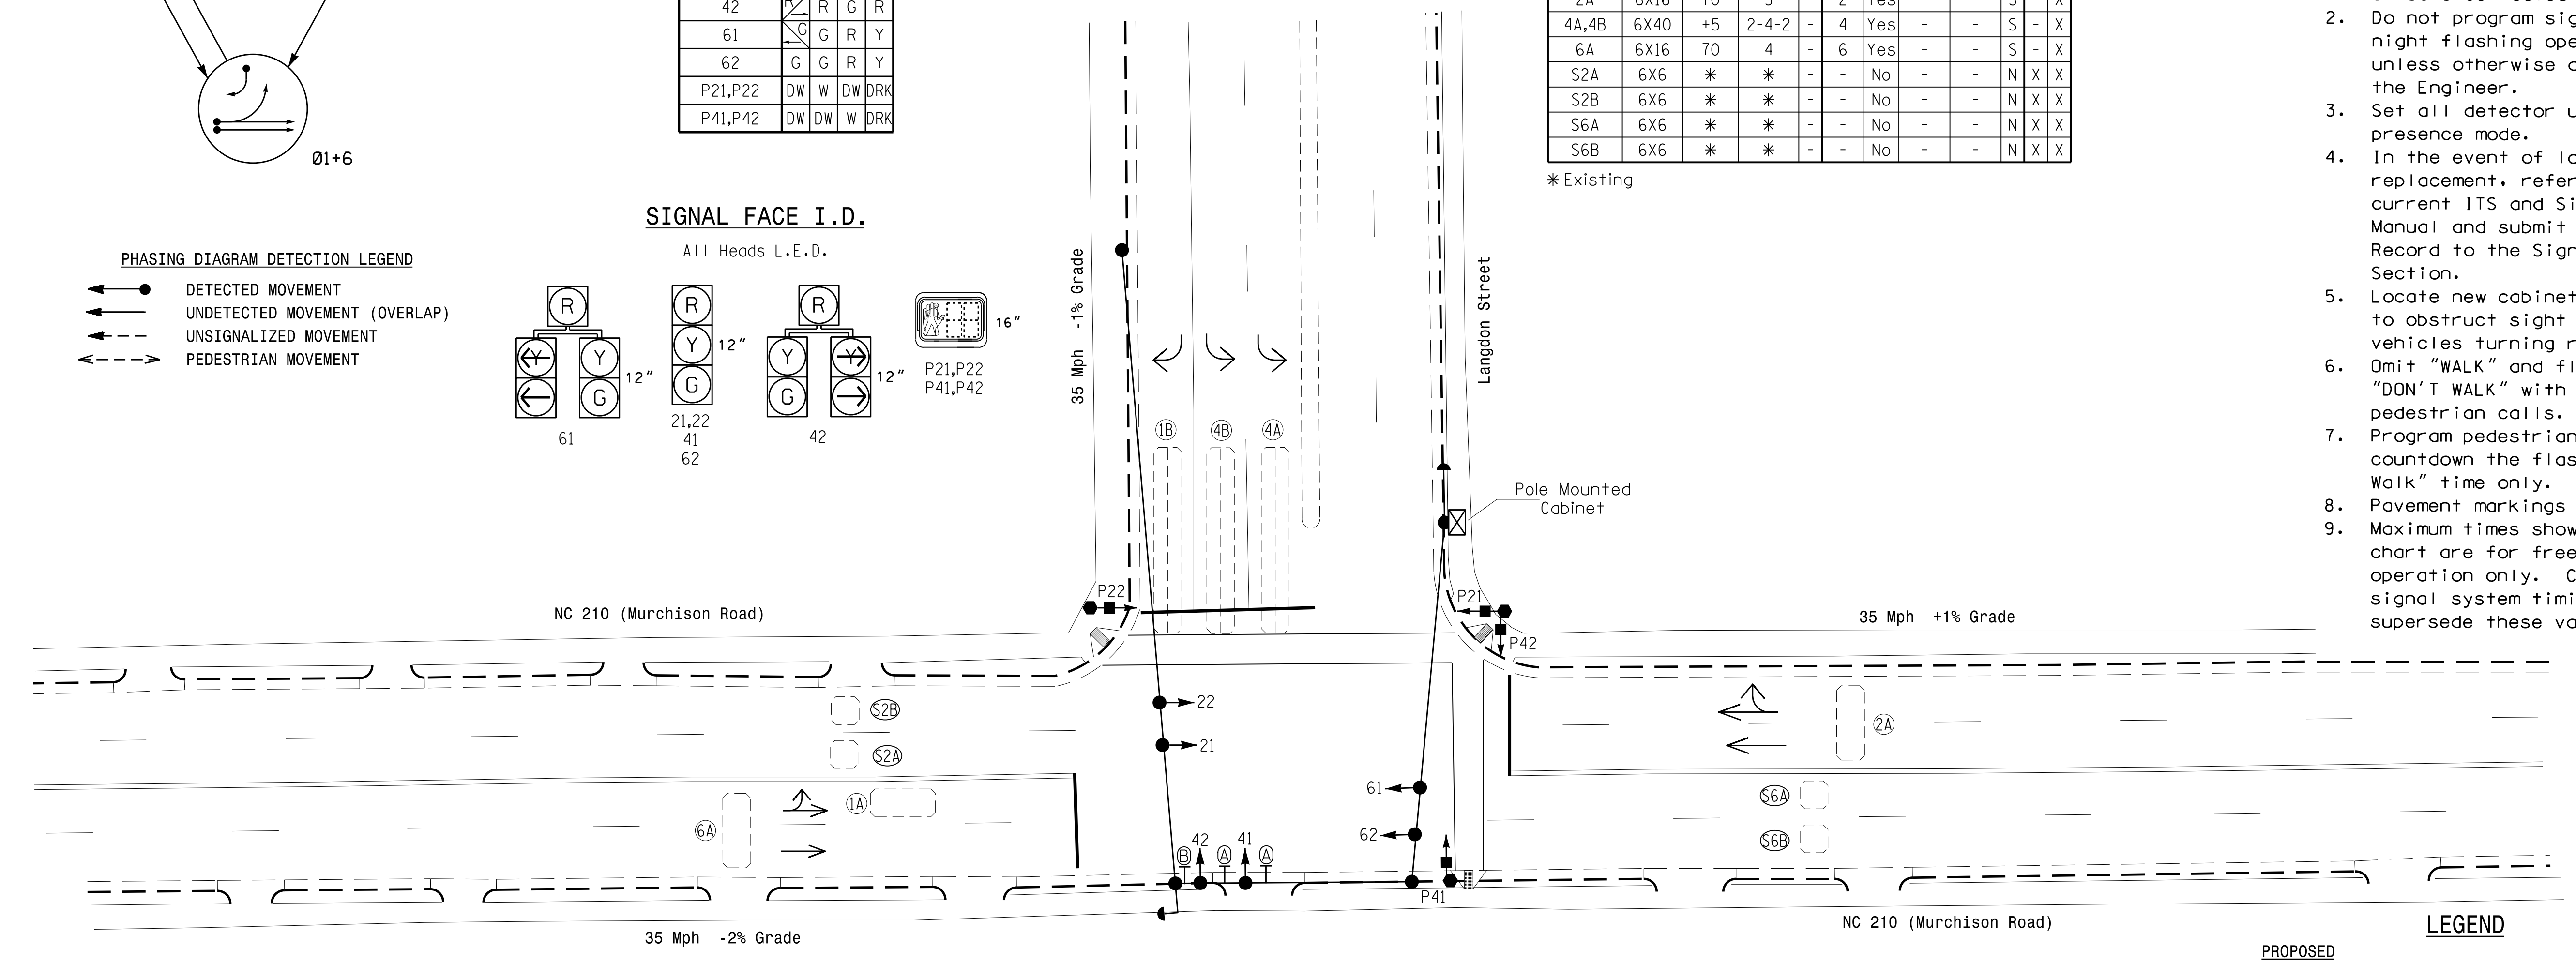 42 R R G R
61 G G R Y
62 G G R Y
P21,P22 DW W DW DRK
P41,P42 DW DW W DRK
Ø1+6
2A 6X16 70 5 - 2 Yes - - S - X
4A,4B 6X40 +5 2-4-2 - 4 Yes - - S - X
6A 6X16 70 4 - 6 Yes - - S - X
S2A 6X6 * * - - No - - N X X
S2B 6X6 * * - - No - - N X X
S6A 6X6 * * - - No - - N X X
S6B 6X6 * * - - No - - N X X
* Existing
2. Do not program sig
night flashing ope
unless otherwise
the Engineer.
3. Set all detector u
presence mode.
4. In the event of lo
replacement, refer
current ITS and Si
Manual and submit
Record to the Sign
Section.
5. Locate new cabinet
to obstruct sight
vehicles turning r
6. Omit "WALK" and fl
"DON'T WALK" with
pedestrian calls.
7. Program pedestrian
countdown the flas
Walk" time only.
8. Pavement markings
9. Maximum times show
chart are for free
operation only. C
signal system timi
supersede these va
SIGNAL FACE I.D.
All Heads L.E.D.
R
Y Y
G
12"
61
R
Y
G
12"
21,22
41
62
R
Y Y
G
12"
42
16"
P21,P22
P41,P42
PHASING DIAGRAM DETECTION LEGEND
DETECTED MOVEMENT
UNDETECTED MOVEMENT (OVERLAP)
UNSIGNALIZED MOVEMENT
PEDESTRIAN MOVEMENT
35 Mph -1% Grade
Langdon Street
1B 4B 4A
Pole Mounted
Cabinet
P22
P21
P42
NC 210 (Murchison Road)
35 Mph +1% Grade
S2B
S2A
22
21
2A
61
62
S6A
S6B
1A
6A
42 41
B A A
P41
35 Mph -2% Grade
NC 210 (Murchison Road)
LEGEND
PROPOSED